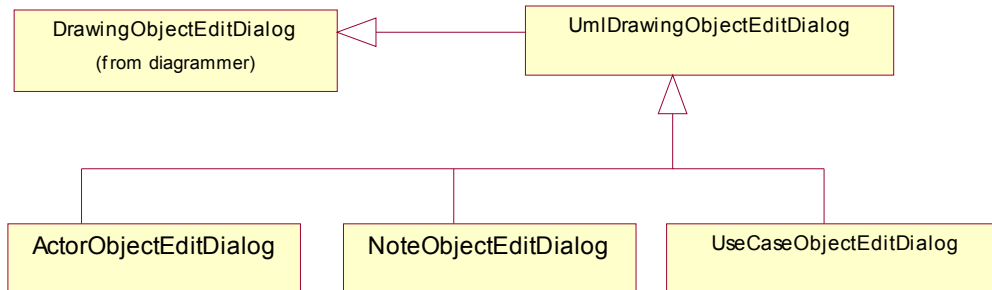 DrawingObjectEditDialog
(from diagrammer)
UmlDrawingObjectEditDialog
ActorObjectEditDialog
NoteObjectEditDialog
UseCaseObjectEditDialog